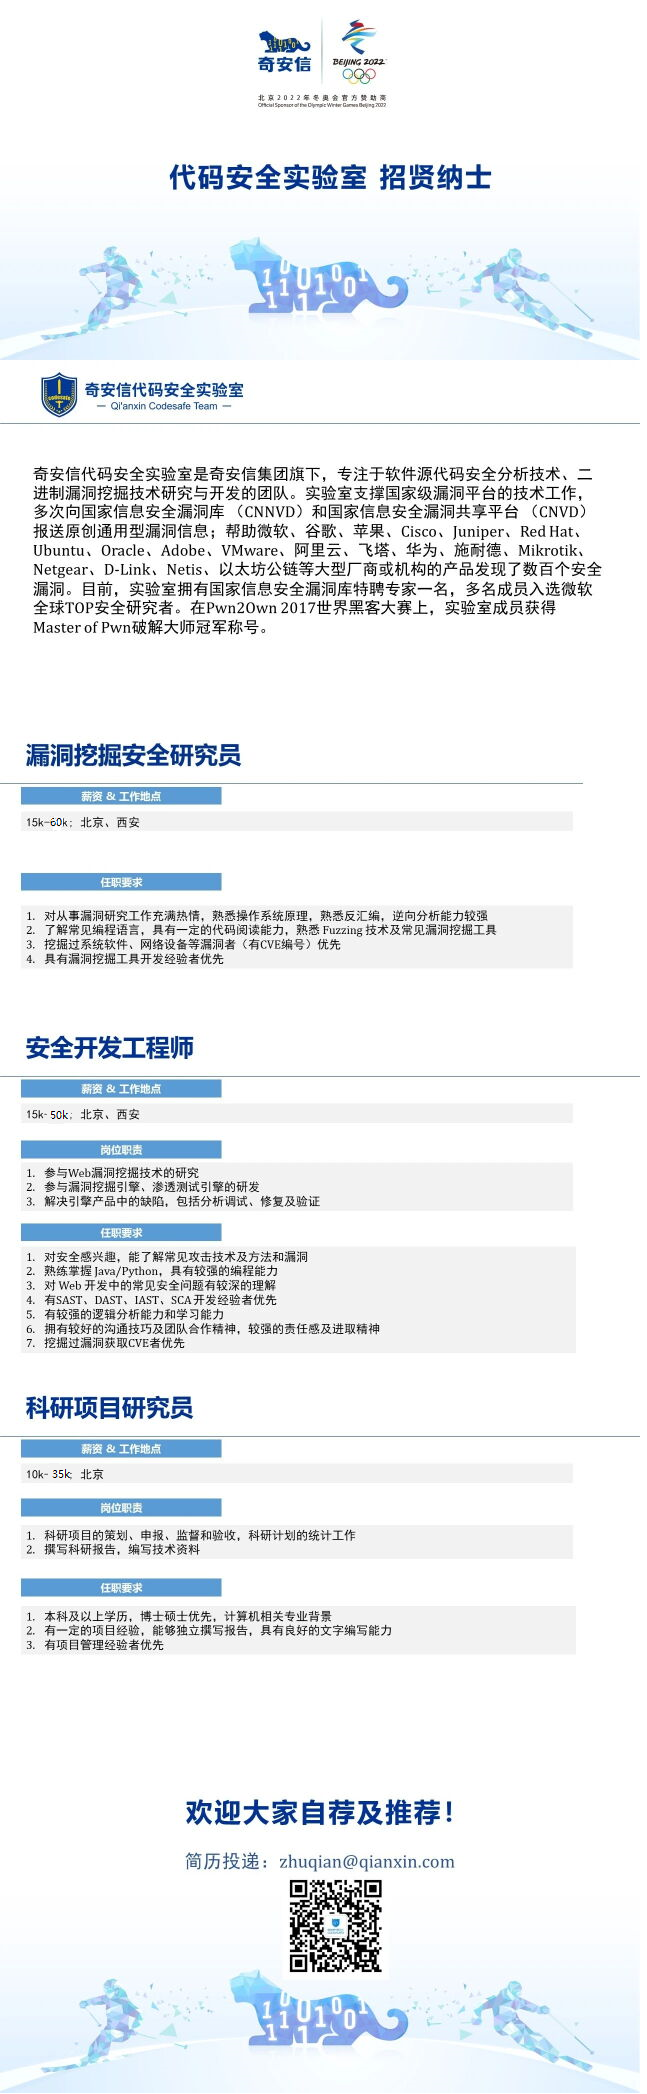 奇安信
BEIJING 2022
北京2022年冬奥会官方赞助商
Official Sponsor of the Olympic Winter Games Beijing 2022
代码安全实验室 招贤纳士
奇安信代码安全实验室
codesafe
— Qi'anxin Codesafe Team —
奇安信代码安全实验室是奇安信集团旗下，专注于软件源代码安全分析技术、二
进制漏洞挖掘技术研究与开发的团队。实验室支撑国家级漏洞平台的技术工作，
多次向国家信息安全漏洞库 （CNNVD）和国家信息安全漏洞共享平台 （CNVD）
报送原创通用型漏洞信息；帮助微软、谷歌、苹果、Cisco、Juniper、Red Hat、
Ubuntu、Oracle、Adobe、VMware、阿里云、飞塔、华为、施耐德、Mikrotik、
Netgear、D-Link、Netis、以太坊公链等大型厂商或机构的产品发现了数百个安全
漏洞。目前，实验室拥有国家信息安全漏洞库特聘专家一名，多名成员入选微软
全球TOP安全研究者。在Pwn2Own 2017世界黑客大赛上，实验室成员获得
Master of Pwn破解大师冠军称号。
漏洞挖掘安全研究员
薪资 & 工作地点
15k-60k；北京、西安
任职要求
1. 对从事漏洞研究工作充满热情，熟悉操作系统原理，熟悉反汇编，逆向分析能力较强
2. 了解常见编程语言，具有一定的代码阅读能力，熟悉 Fuzzing 技术及常见漏洞挖掘工具
3. 挖掘过系统软件、网络设备等漏洞者（有CVE编号）优先
4. 具有漏洞挖掘工具开发经验者优先
安全开发工程师
薪资 & 工作地点
15k- 50k；北京、西安
岗位职责
1. 参与Web漏洞挖掘技术的研究
2. 参与漏洞挖掘引擎、渗透测试引擎的研发
3. 解决引擎产品中的缺陷，包括分析调试、修复及验证
任职要求
1. 对安全感兴趣，能了解常见攻击技术及方法和漏洞
2. 熟练掌握 Java/Python，具有较强的编程能力
3. 对 Web 开发中的常见安全问题有较深的理解
4. 有SAST、DAST、IAST、SCA 开发经验者优先
5. 有较强的逻辑分析能力和学习能力
6. 拥有较好的沟通技巧及团队合作精神，较强的责任感及进取精神
7. 挖掘过漏洞获取CVE者优先
科研项目研究员
薪资 & 工作地点
10k- 35k；北京
岗位职责
1. 科研项目的策划、申报、监督和验收，科研计划的统计工作
2. 撰写科研报告，编写技术资料
任职要求
1. 本科及以上学历，博士硕士优先，计算机相关专业背景
2. 有一定的项目经验，能够独立撰写报告，具有良好的文字编写能力
3. 有项目管理经验者优先
欢迎大家自荐及推荐！
简历投递：zhuqian@qianxin.com